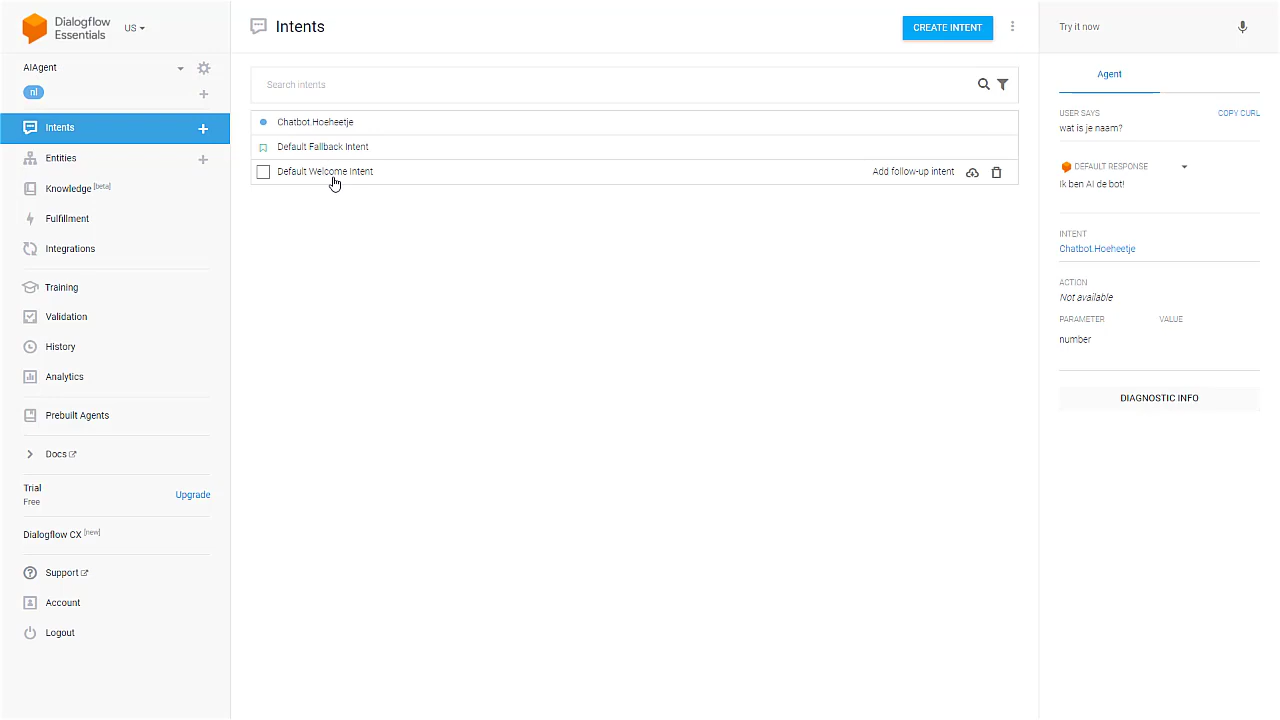 Dialogflow
Essentials
US
AIAgent
nl
Intents
Entities
Knowledge [beta]
Fulfillment
Integrations
Training
Validation
History
Analytics
Prebuilt Agents
Docs
Trial
Free
Upgrade
Dialogflow CX [new]
Support
Account
Logout
Intents
CREATE INTENT
Search intents
Chatbot.Hoeheetje
Default Fallback Intent
Default Welcome Intent
Add follow-up intent
Try it now
Agent
USER SAYS
COPY CURL
wat is je naam?
DEFAULT RESPONSE
Ik ben AI de bot!
INTENT
Chatbot.Hoeheetje
ACTION
Not available
PARAMETER
VALUE
number
DIAGNOSTIC INFO